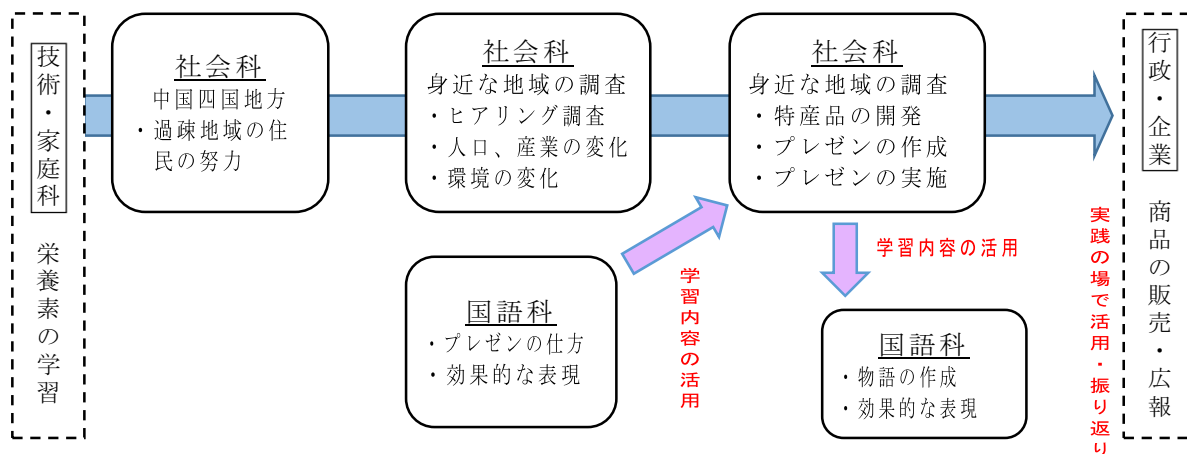 技術・家庭科　栄養素の学習
社会科
中国四国地方
・過疎地域の住
民の努力
社会科
身近な地域の調査
・ヒアリング調査
・人口、産業の変化
・環境の変化
社会科
身近な地域の調査
・特産品の開発
・プレゼンの作成
・プレゼンの実施
国語科
・プレゼンの仕方
・効果的な表現
学習内容の活用
学習内容の活用
国語科
・物語の作成
・効果的な表現
実践の場で活用・振り返り
行政・企業　商品の販売・広報